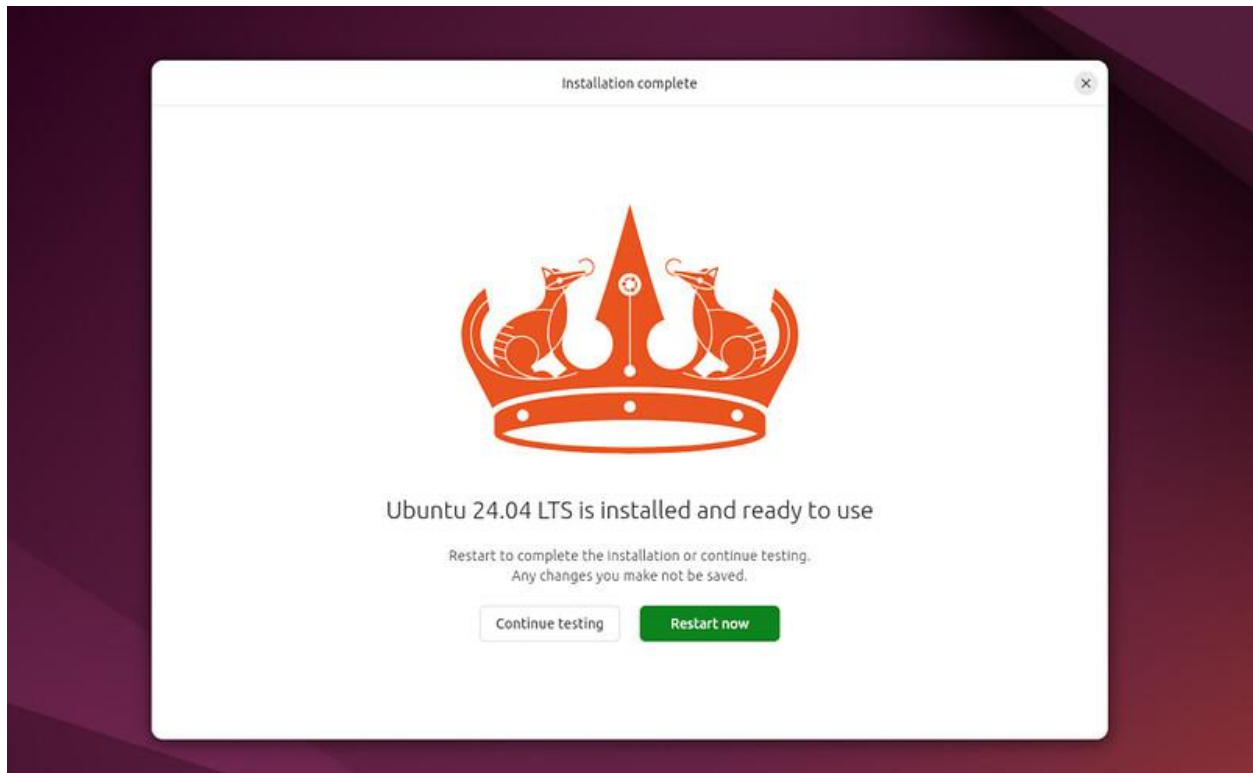 Installation complete
Ubuntu 24.04 LTS is installed and ready to use
Restart to complete the installation or continue testing.
Any changes you make not be saved.
Continue testing
Restart now